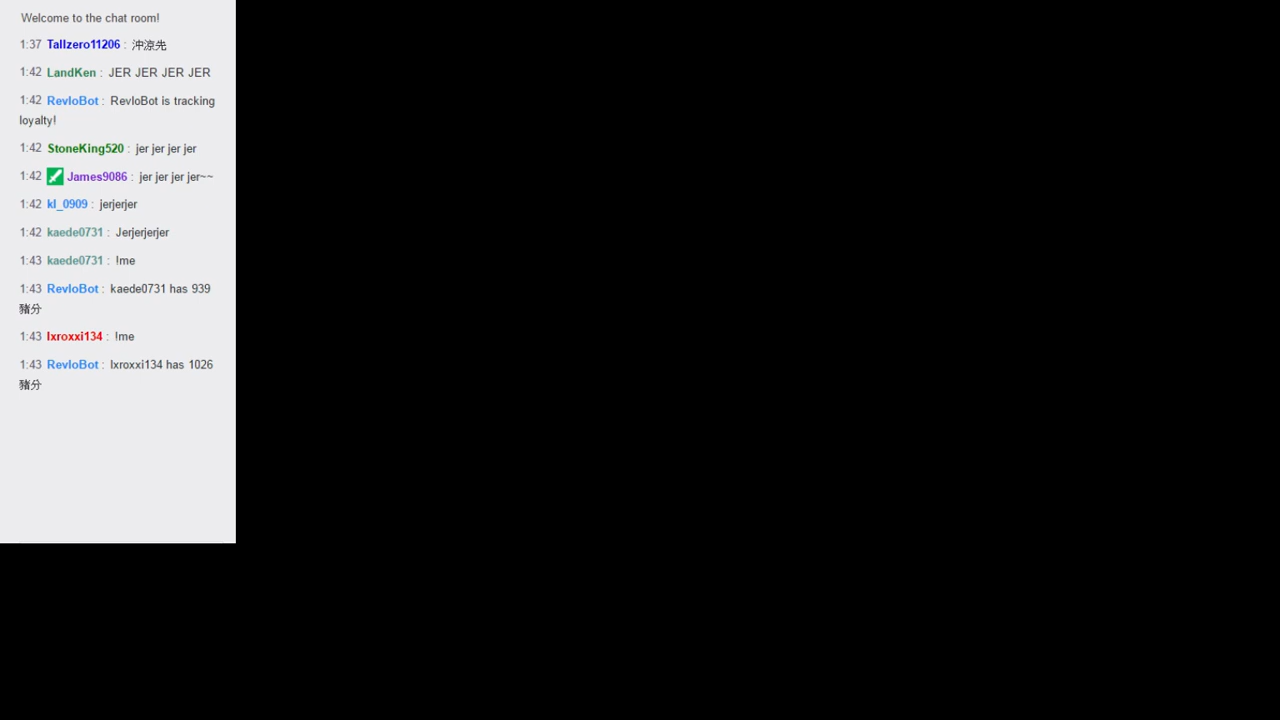 Welcome to the chat room!
1:37 Tallzero11206 : 沖涼先
1:42 LandKen : JER JER JER JER
1:42 RevloBot : RevloBot is tracking
loyalty!
1:42 StoneKing520 : jer jer jer jer
1:42 James9086 : jer jer jer jer~~
1:42 kl_0909 : jerjerjer
1:42 kaede0731 : Jerjerjerjer
1:43 kaede0731 : !me
1:43 RevloBot : kaede0731 has 939
豬分
1:43 lxroxxi134 : !me
1:43 RevloBot : lxroxxi134 has 1026
豬分